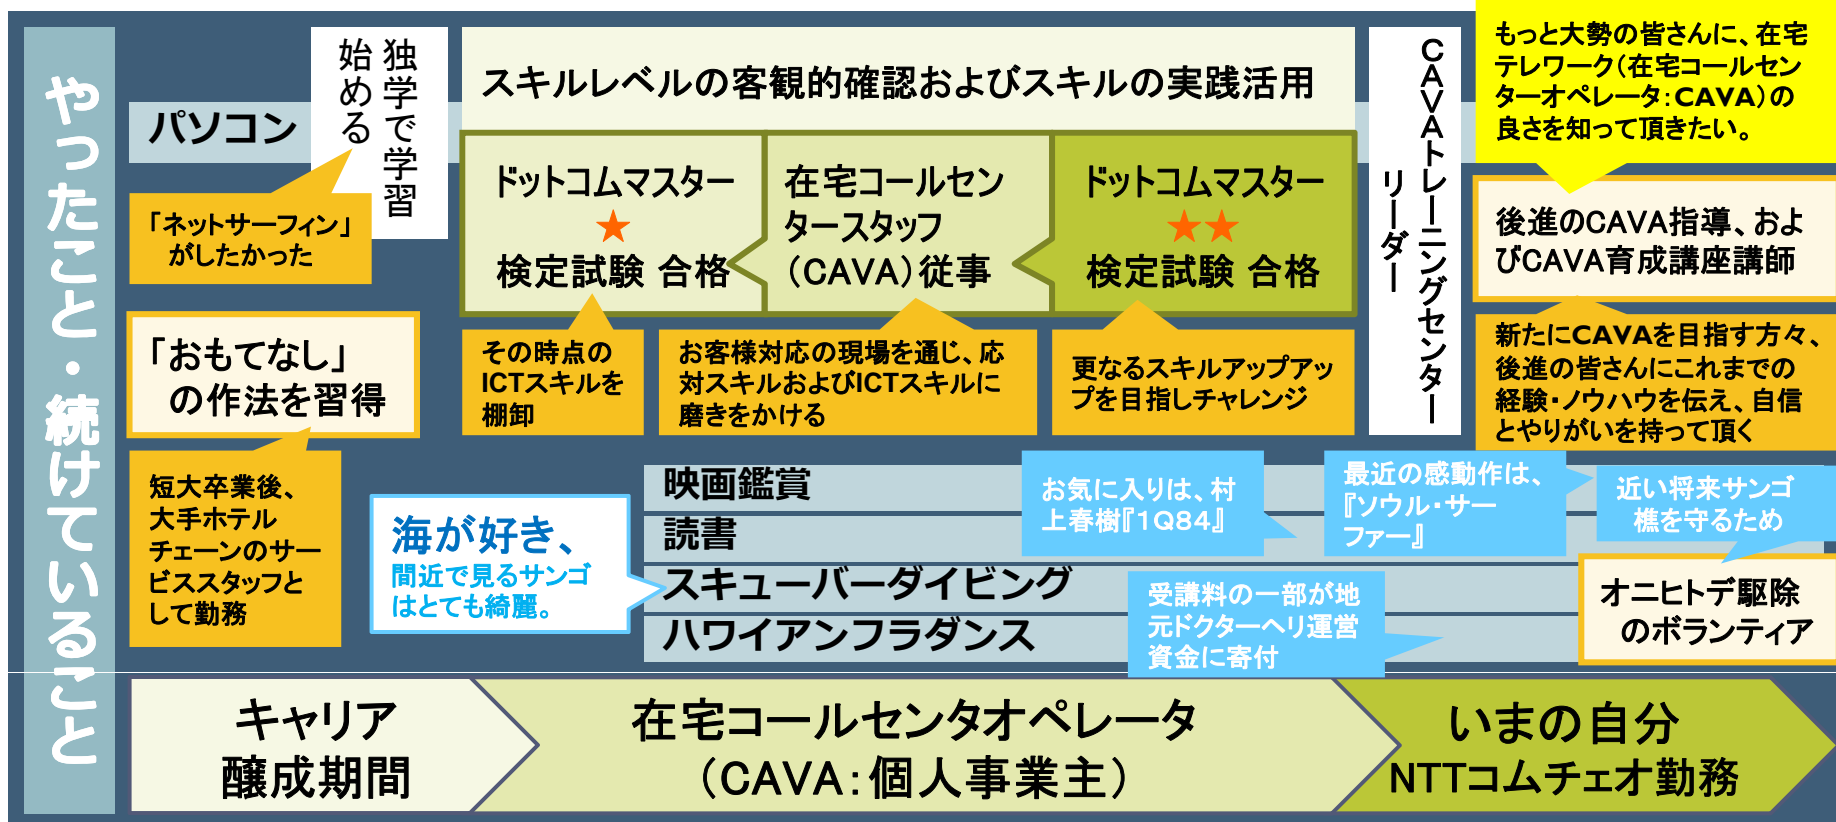 やったこと・続けていること
パソコン
独学で学習
始める
「ネットサーフィン」
がしたかった
「おもてなし」
の作法を習得
短大卒業後、
大手ホテル
チェーンのサー
ビススタッフと
して勤務
スキルレベルの客観的確認およびスキルの実践活用
ドットコムマスター
★
検定試験 合格
在宅コールセン
タースタッフ
（CAVA）従事
ドットコムマスター
★★
検定試験 合格
その時点の
ICTスキルを
棚卸
お客様対応の現場を通じ、応
対スキルおよびICTスキルに
磨きをかける
更なるスキルアップアッ
プを目指しチャレンジ
CAVAトレーニングセンター
リーダー
もっと大勢の皆さんに、在宅
テレワーク（在宅コールセン
ターオペレータ：CAVA）の
良さを知って頂きたい。
後進のCAVA指導、およ
びCAVA育成講座講師
新たにCAVAを目指す方々、
後進の皆さんにこれまでの
経験・ノウハウを伝え、自信
とやりがいを持って頂く
海が好き、
間近で見るサンゴ
はとても綺麗。
映画鑑賞
読書
スキューバーダイビング
ハワイアンフラダンス
お気に入りは、村
上春樹『1Q84』
最近の感動作は、
『ソウル・サー
ファー』
近い将来サンゴ
樵を守るため
受講料の一部が地
元ドクターヘリ運営
資金に寄付
オニヒトデ駆除
のボランティア
キャリア
醸成期間
在宅コールセンタオペレータ
（CAVA：個人事業主）
いまの自分
NTTコムチェオ勤務